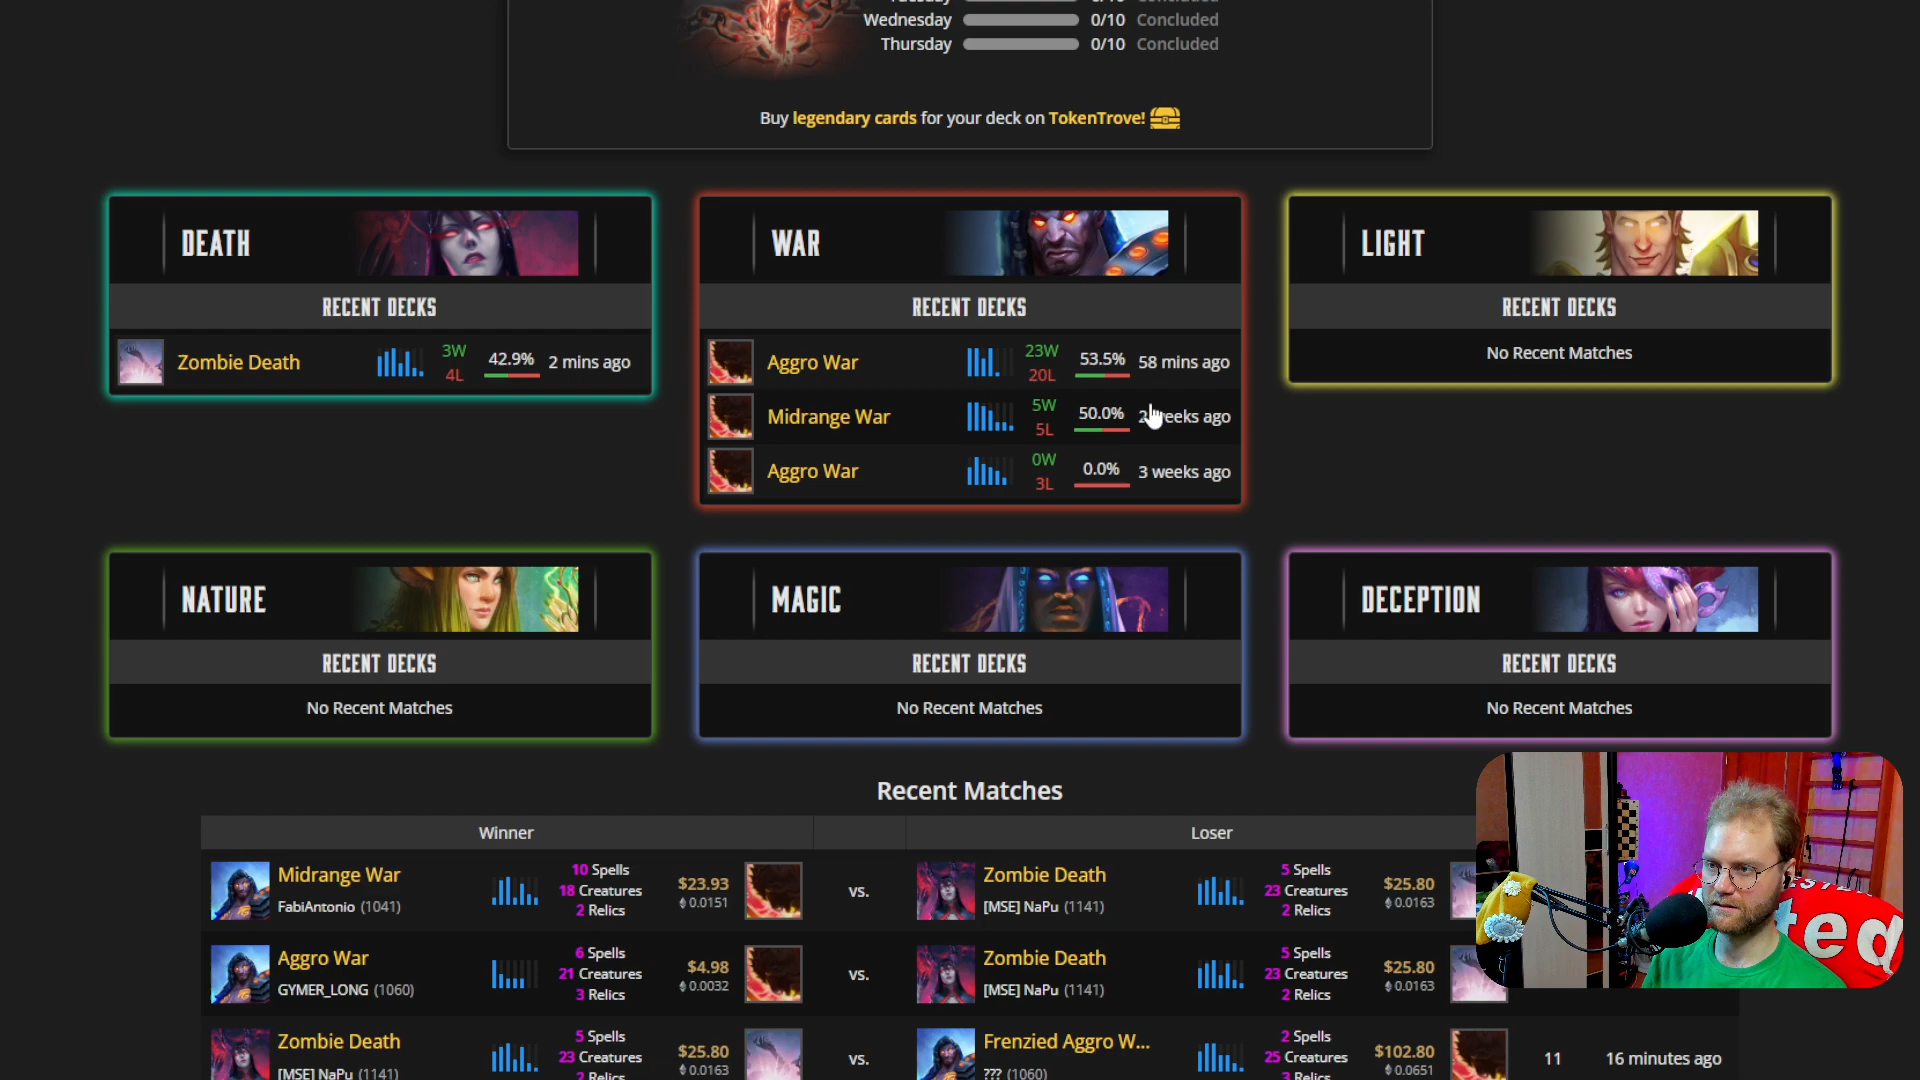 Wednesday 0/10 Concluded
Thursday 0/10 Concluded
Buy legendary cards for your deck on TokenTrove!
DEATH
RECENT DECKS
Zombie Death 3W 4L 42.9% 2 mins ago
WAR
RECENT DECKS
Aggro War 23W 20L 53.5% 58 mins ago
Midrange War 5W 5L 50.0% 2 weeks ago
Aggro War 0W 3L 0.0% 3 weeks ago
LIGHT
RECENT DECKS
No Recent Matches
NATURE
RECENT DECKS
No Recent Matches
MAGIC
RECENT DECKS
No Recent Matches
DECEPTION
RECENT DECKS
No Recent Matches
Recent Matches
Winner Loser
Midrange War
FabiAntonio (1041)
10 Spells
18 Creatures
2 Relics
$23.93
0.0151
vs.
Zombie Death
[MSE] NaPu (1141)
5 Spells
23 Creatures
2 Relics
$25.80
0.0163
Aggro War
GYMER_LONG (1060)
6 Spells
21 Creatures
3 Relics
$4.98
0.0032
vs.
Zombie Death
[MSE] NaPu (1141)
5 Spells
23 Creatures
2 Relics
$25.80
0.0163
Zombie Death
[MSE] NaPu (1141)
5 Spells
23 Creatures
2 Relics
$25.80
0.0163
vs.
Frenzied Aggro W...
??? (1060)
2 Spells
25 Creatures
3 Relics
$102.80
0.0651
11
16 minutes ago